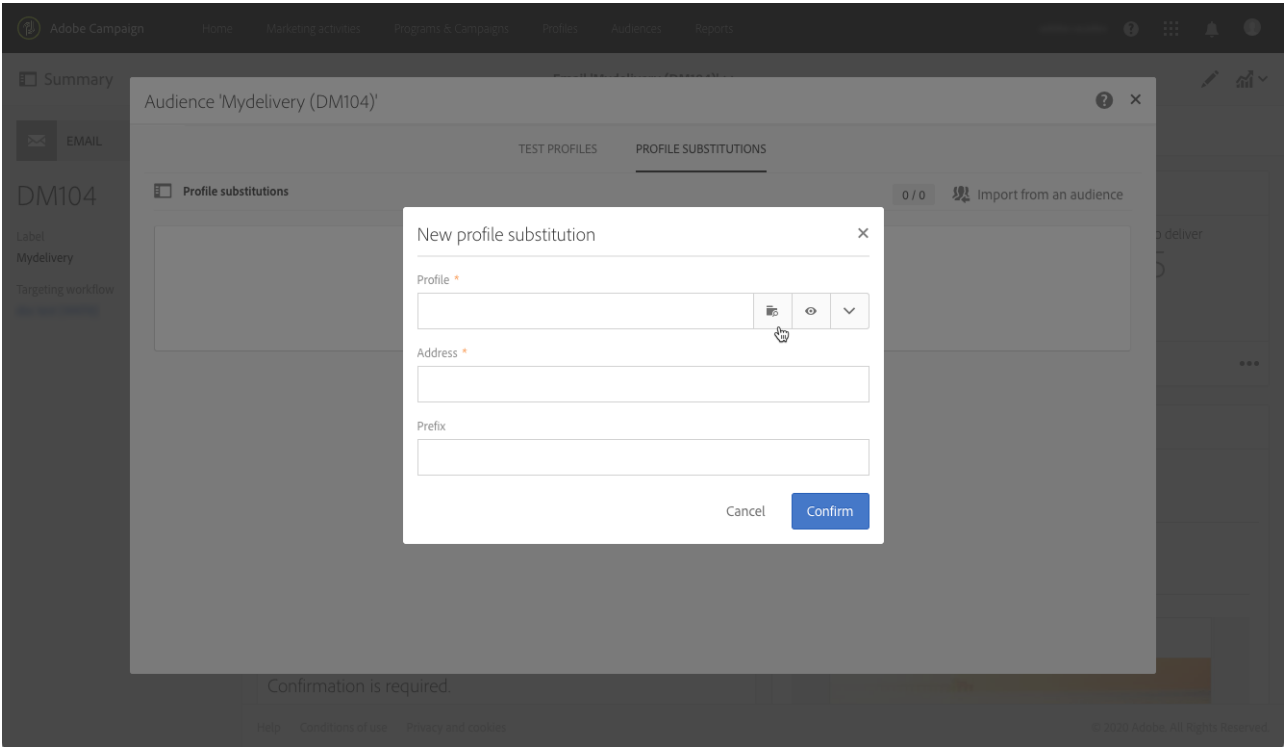 Adobe Campaign Home Marketing activities Programs & Campaigns Profiles Audiences Reports
Summary
Audience 'Mydelivery (DM104)'
EMAIL
TEST PROFILES PROFILE SUBSTITUTIONS
DM104
Profile substitutions 0 / 0 Import from an audience
Label
Mydelivery
Targeting workflow
deliver
New profile substitution
Profile *
Address *
Prefix
Cancel Confirm
Confirmation is required.
Help Conditions of use Privacy and cookies © 2020 Adobe. All Rights Reserved.